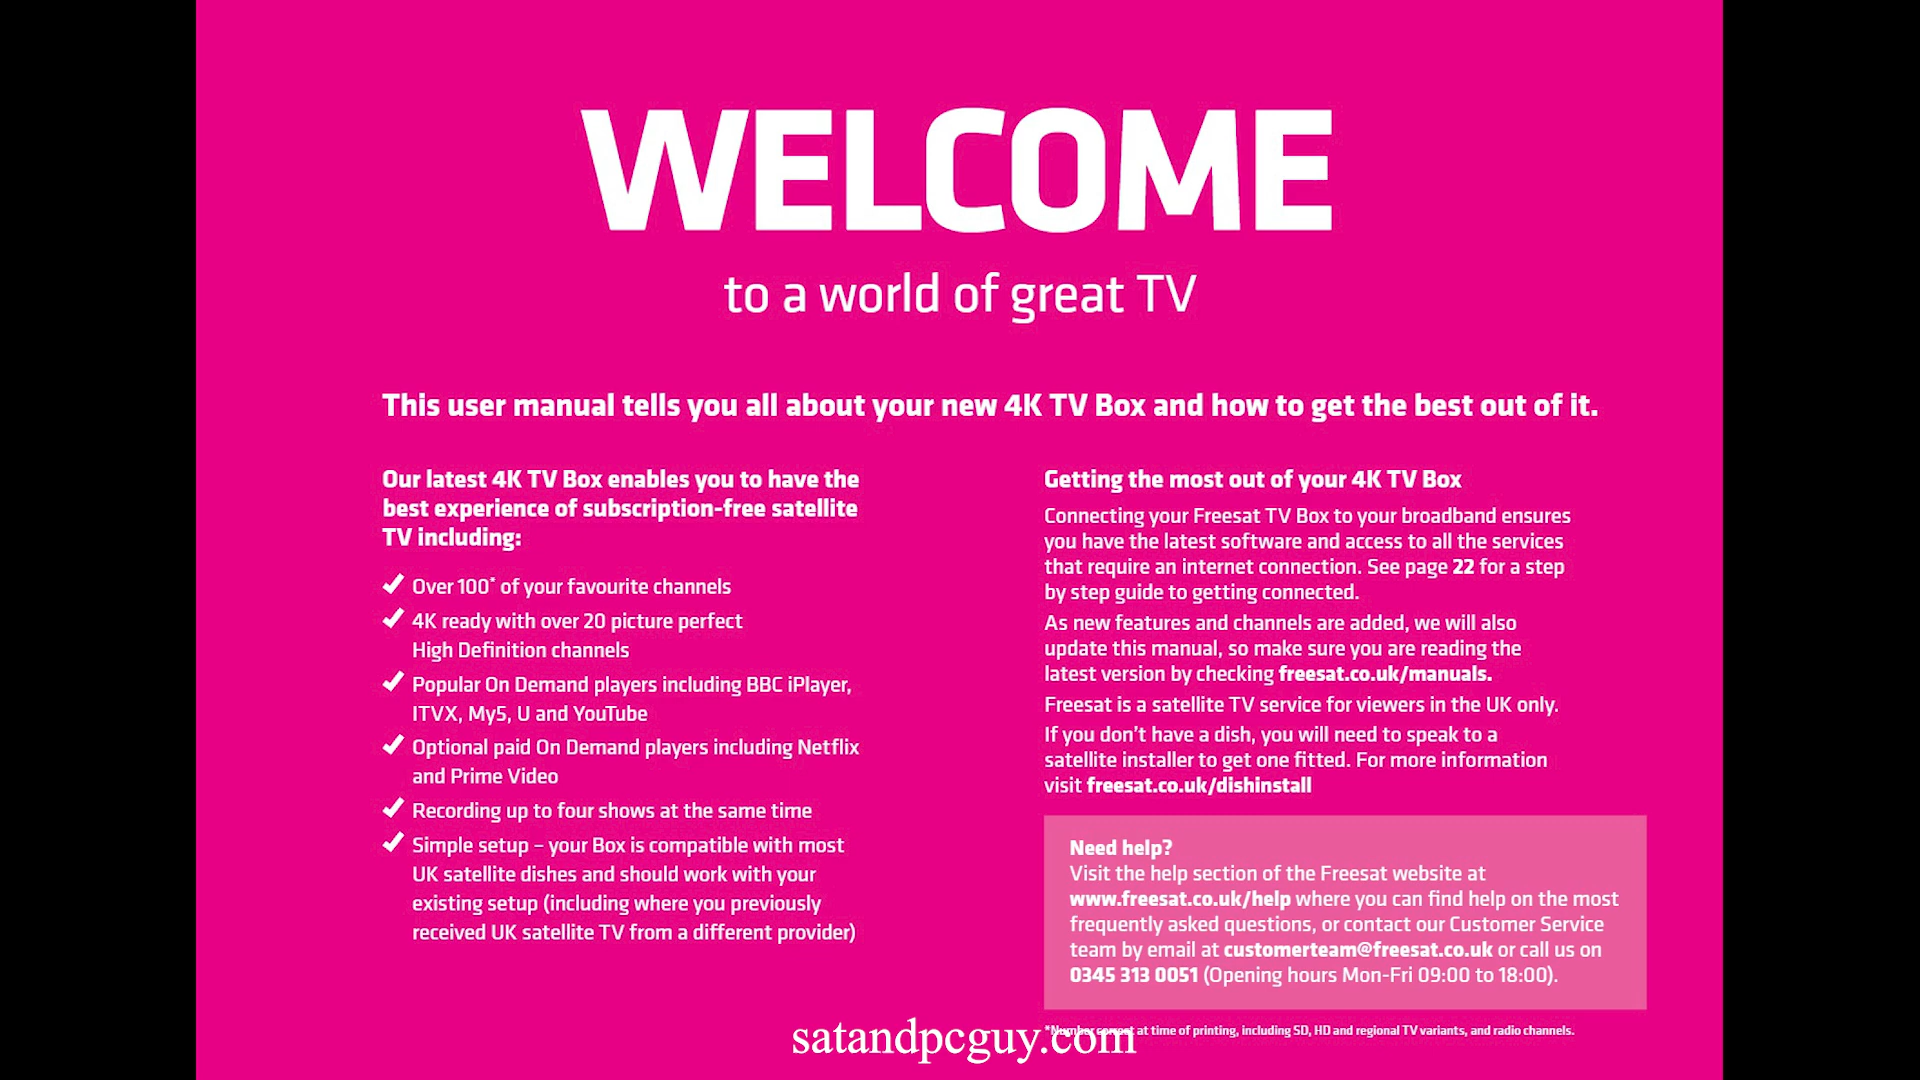 WELCOME
to a world of great TV
This user manual tells you all about your new 4K TV Box and how to get the best out of it.
Our latest 4K TV Box enables you to have the
best experience of subscription-free satellite
TV including:
Over 100* of your favourite channels
4K ready with over 20 picture perfect
High Definition channels
Popular On Demand players including BBC iPlayer,
ITVX, My5, U and YouTube
Optional paid On Demand players including Netflix
and Prime Video
Recording up to four shows at the same time
Simple setup – your Box is compatible with most
UK satellite dishes and should work with your
existing setup (including where you previously
received UK satellite TV from a different provider)
Getting the most out of your 4K TV Box
Connecting your Freesat TV Box to your broadband ensures
you have the latest software and access to all the services
that require an internet connection. See page 22 for a step
by step guide to getting connected.
As new features and channels are added, we will also
update this manual, so make sure you are reading the
latest version by checking freesat.co.uk/manuals.
Freesat is a satellite TV service for viewers in the UK only.
If you don’t have a dish, you will need to speak to a
satellite installer to get one fitted. For more information
visit freesat.co.uk/dishinstall
Need help?
Visit the help section of the Freesat website at
www.freesat.co.uk/help where you can find help on the most
frequently asked questions, or contact our Customer Service
team by email at customerteam@freesat.co.uk or call us on
0345 313 0051 (Opening hours Mon-Fri 09:00 to 18:00).
*Number correct at time of printing, including SD, HD and regional TV variants, and radio channels.
satandpcguy.com